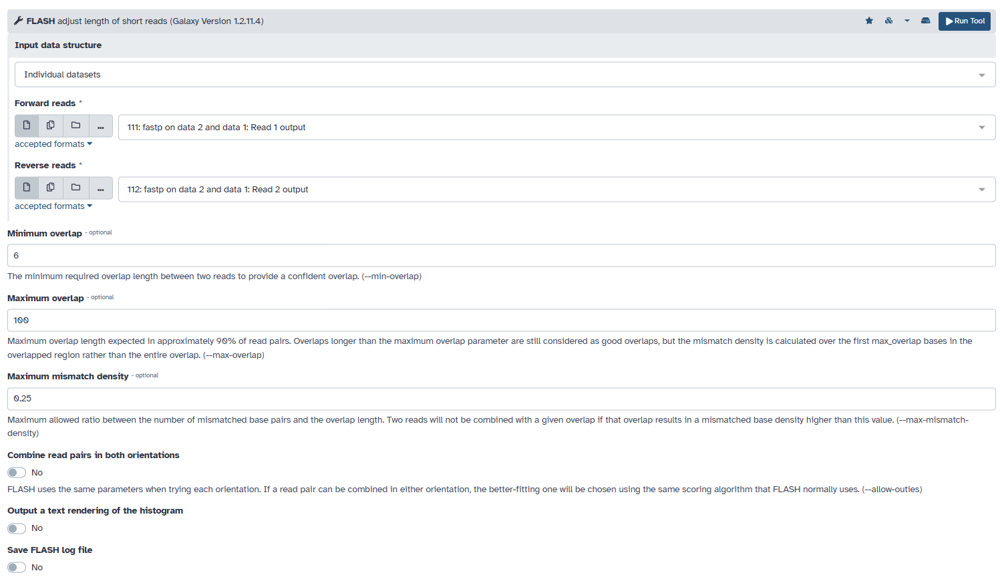 FLASH adjust length of short reads (Galaxy Version 1.2.11.4)
Run Tool
Input data structure
Individual datasets
Forward reads *
111: fastp on data 2 and data 1: Read 1 output
accepted formats
Reverse reads *
112: fastp on data 2 and data 1: Read 2 output
accepted formats
Minimum overlap - optional
6
The minimum required overlap length between two reads to provide a confident overlap. (--min-overlap)
Maximum overlap - optional
100
Maximum overlap length expected in approximately 90% of read pairs. Overlaps longer than the maximum overlap parameter are still considered as good overlaps, but the mismatch density is calculated over the first max_overlap bases in the
overlapped region rather than the entire overlap. (--max-overlap)
Maximum mismatch density - optional
0.25
Maximum allowed ratio between the number of mismatched base pairs and the overlap length. Two reads will not be combined with a given overlap if that overlap results in a mismatched base density higher than this value. (--max-mismatch-
density)
Combine read pairs in both orientations
No
FLASH uses the same parameters when trying each orientation. If a read pair can be combined in either orientation, the better-fitting one will be chosen using the same scoring algorithm that FLASH normally uses. (--allow-outies)
Output a text rendering of the histogram
No
Save FLASH log file
No